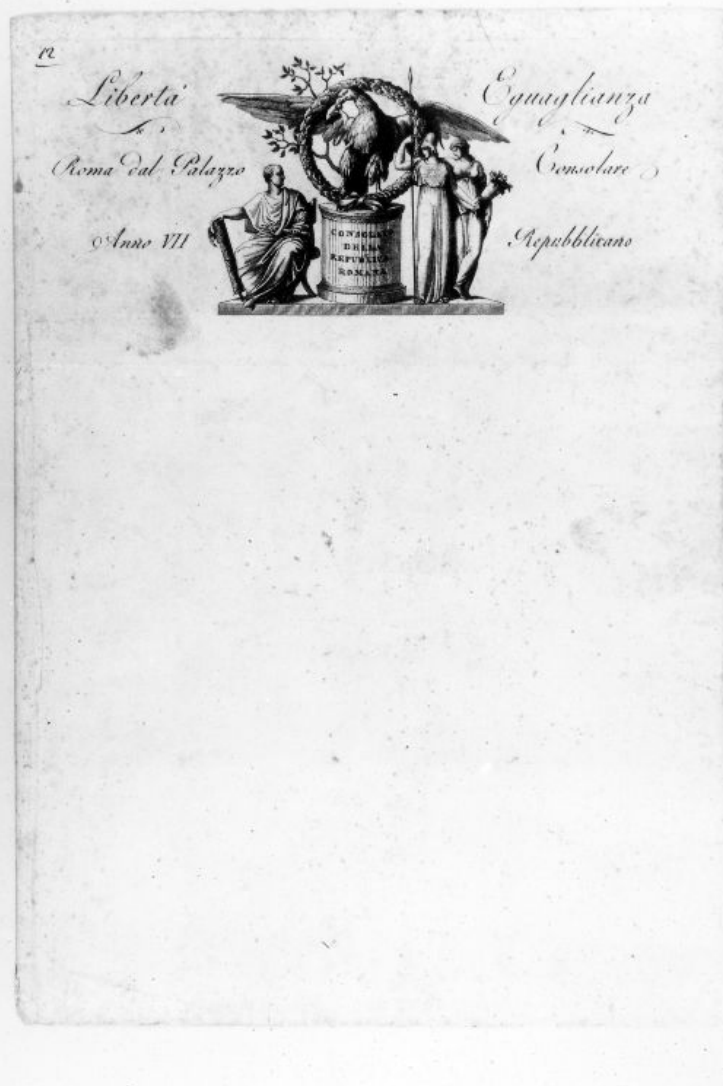 12
Libertà Eguaglianza
Roma dal Palazzo Consolare
Anno VII Repubblicano
CONSOLATO
DELLA
REPUBLICA
ROMANA